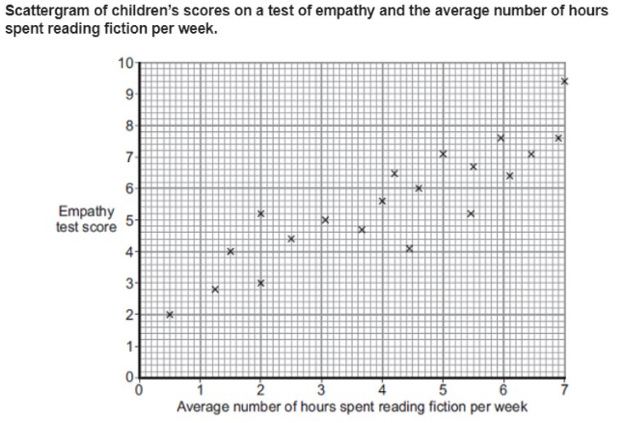 Scattergram of children's scores on a test of empathy and the average number of hours
spent reading fiction per week.
10
9
8
7
6
Empathy
test score
5
4
3
2
1
0
0 1 2 3 4 5 6 7
Average number of hours spent reading fiction per week